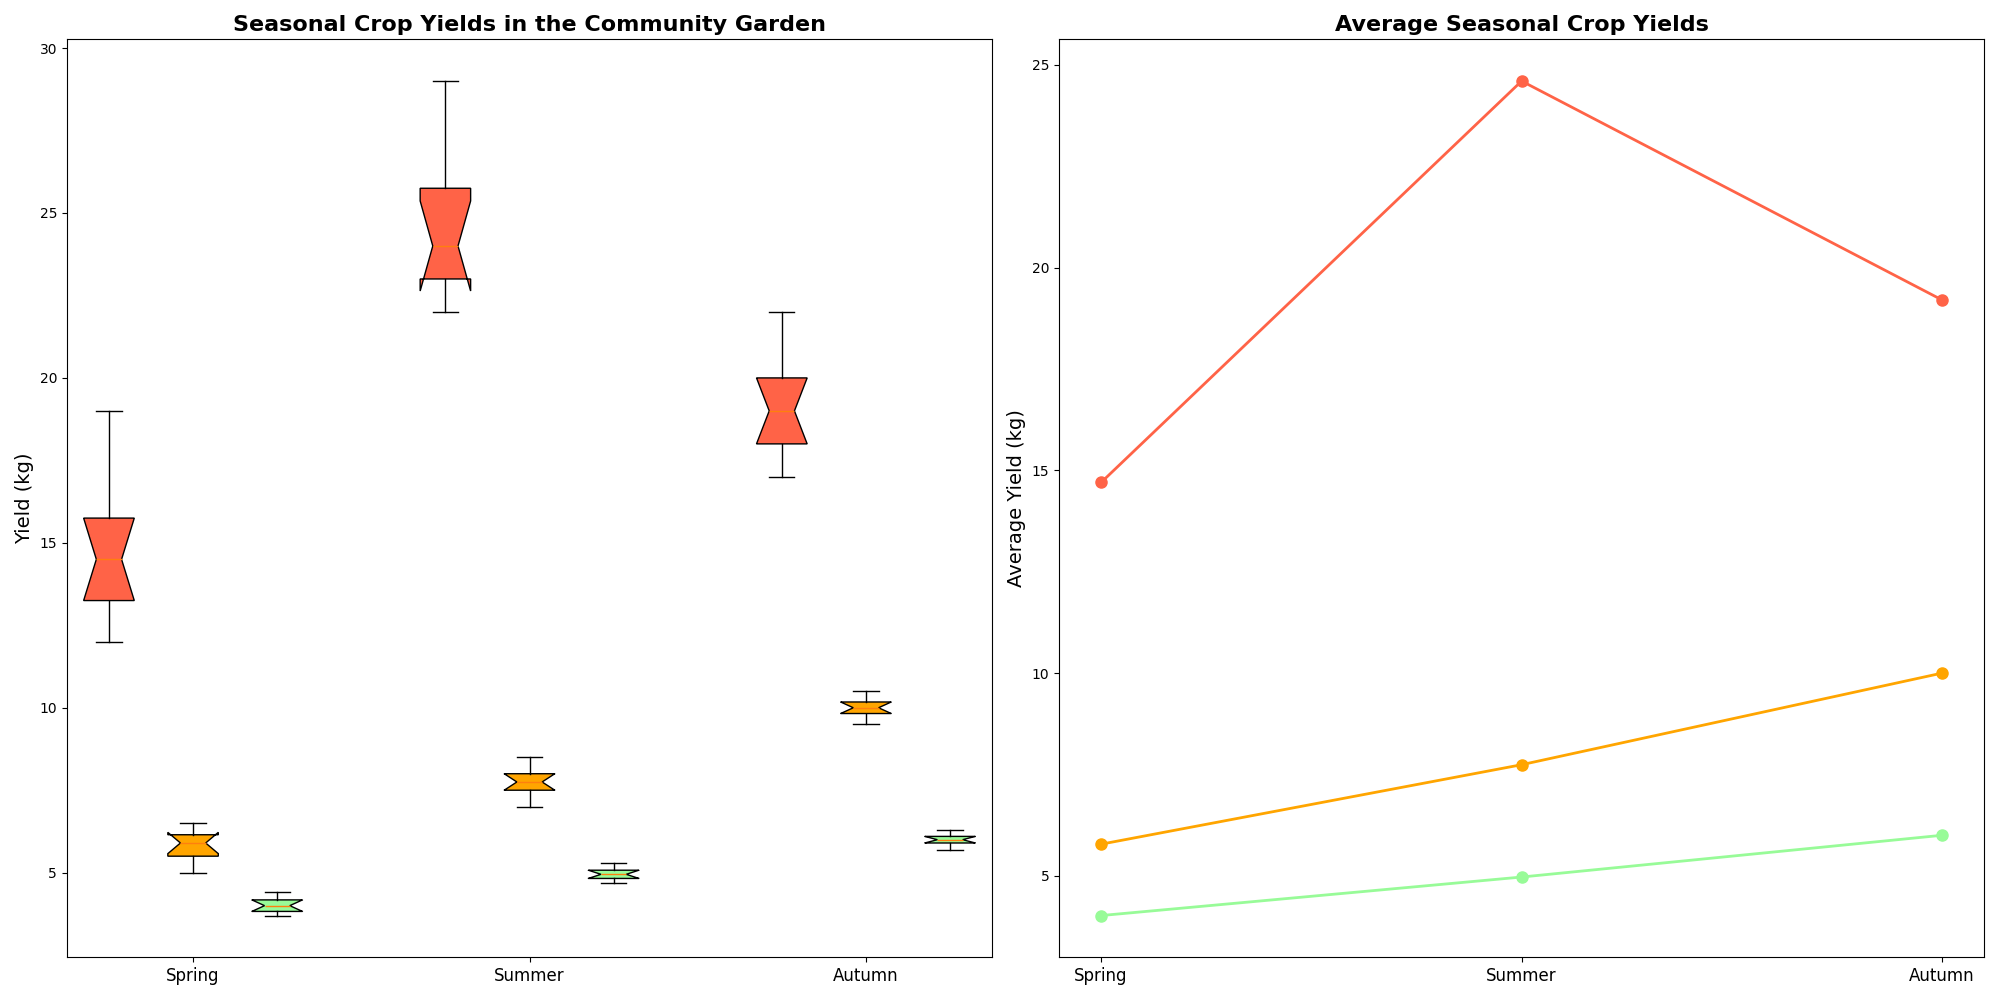 Seasonal Crop Yields in the Community Garden
Yield (kg)
30
25
20
15
10
5
Spring
Summer
Autumn
Average Seasonal Crop Yields
Average Yield (kg)
25
20
15
10
5
Spring
Summer
Autumn